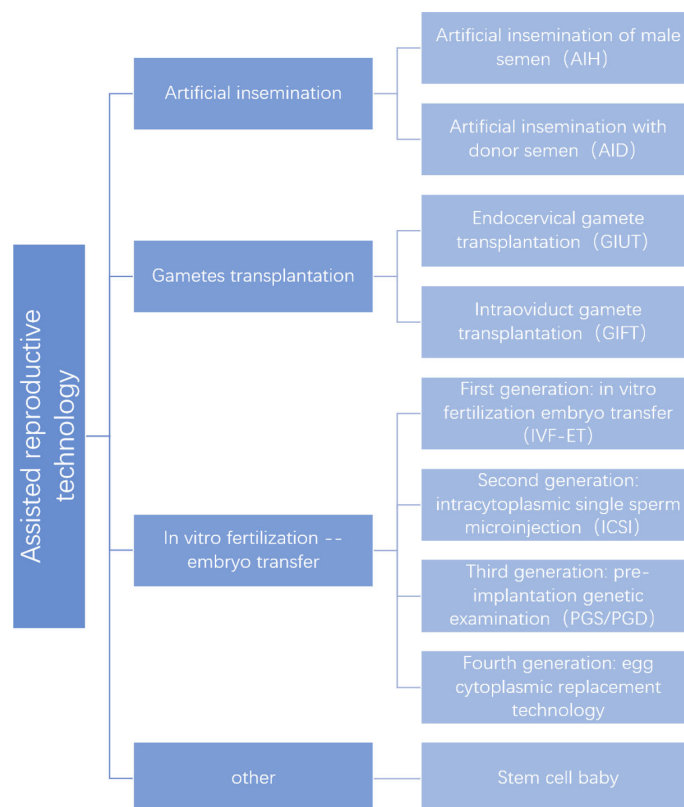 Assisted reproductive
technology
Artificial insemination
Artificial insemination of male
semen（AIH）
Artificial insemination with
donor semen（AID）
Gametes transplantation
Endocervical gamete
transplantation (GIUT)
Intraoviduct gamete
transplantation（GIFT）
In vitro fertilization --
embryo transfer
First generation: in vitro
fertilization embryo transfer
(IVF-ET）
Second generation:
intracytoplasmic single sperm
microinjection（ICSI）
Third generation: pre-
implantation genetic
examination（PGS/PGD）
Fourth generation: egg
cytoplasmic replacement
technology
other
Stem cell baby